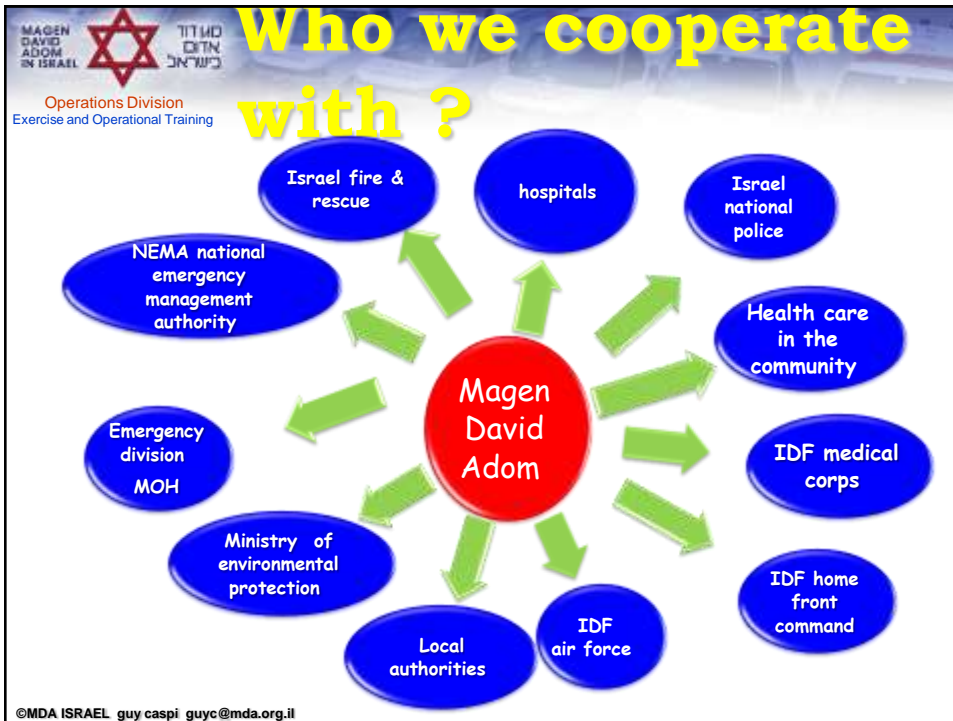 MAGEN
DAVID
ADOM
IN ISRAEL
מגן דוד
אדום
בישראל
Operations Division
Exercise and Operational Training
Who we cooperate
with ?
Israel fire &
rescue
hospitals
Israel
national
police
NEMA national
emergency
management
authority
Health care
in the
community
Magen
David
Adom
Emergency
division
MOH
IDF medical
corps
Ministry of
environmental
protection
IDF home
front
command
Local
authorities
IDF
air force
©MDA ISRAEL guy caspi guyc@mda.org.il